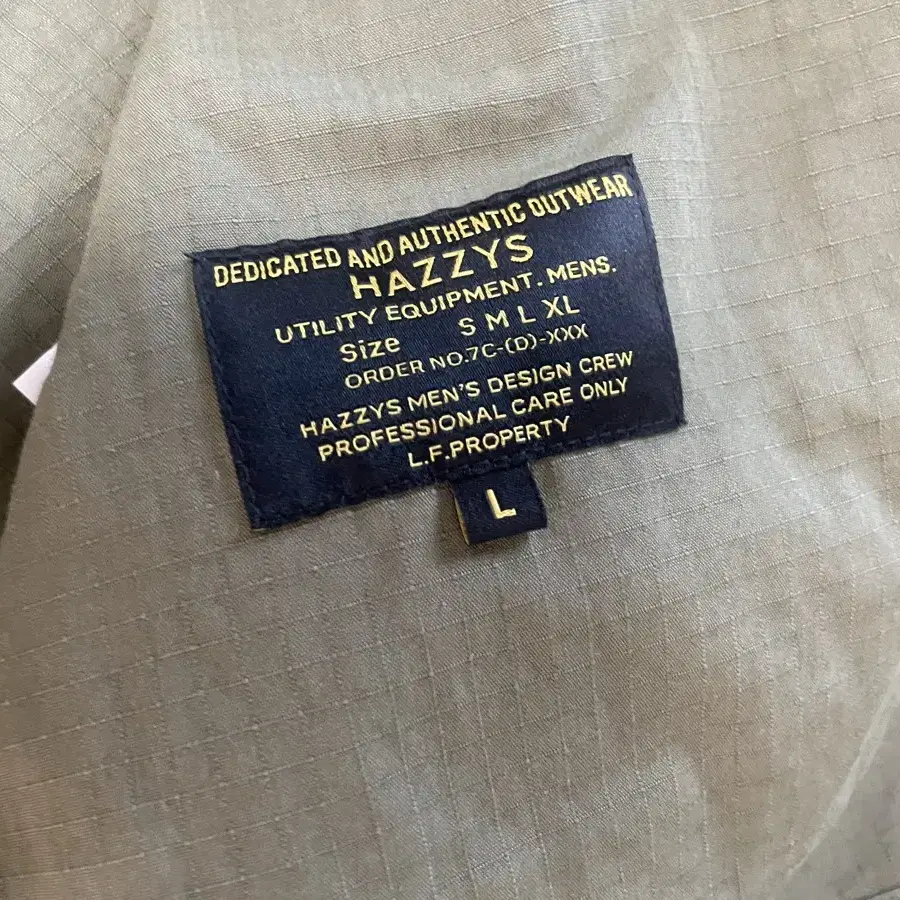 DEDICATED AND AUTHENTIC OUTWEAR
HAZZYS
UTILITY EQUIPMENT. MENS.
Size S M L XL
ORDER NO.7C-(D)-XXX
HAZZYS MEN'S DESIGN CREW
PROFESSIONAL CARE ONLY
L.F.PROPERTY
L